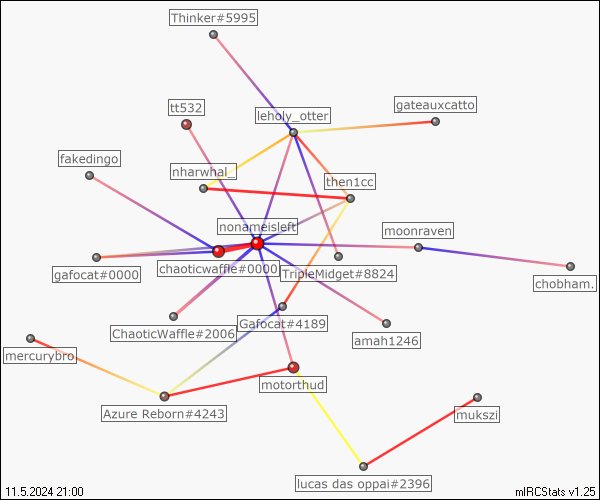 Thinker#5995
tt532
gateauxcatto
leholy_otter
fakedingo
nharwhal_
then1cc
nonameisleft
moonraven
gafocat#0000
chaoticwaffle#0000
TripleMidget#8824
chobham.
ChaoticWaffle#2006
Gafocat#4189
amah1246
mercurybro
motorthud
Azure Reborn#4243
mukszi
lucas das oppai#2396
11.5.2024 21:00
mIRCStats v1.25